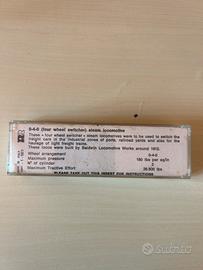 0-4-0 (four wheel switcher) steam locomotive
These «four wheel switcher» steam locomotives were to be used to switch the
freight cars in the industrial zones of ports, railroad yards and also for the
haulage of light freight trains.
These locos were built by Baldwin Locomotive Works around 1910.
Wheel arrangement 0-4-0
Maximum pressure 180 lbs per sq/in
N° of cylinder 2
Maximum Tractive Effort lbs
PLEASE TAKE OUT THIS INSERT FOR INSTRUCTIONS
subito